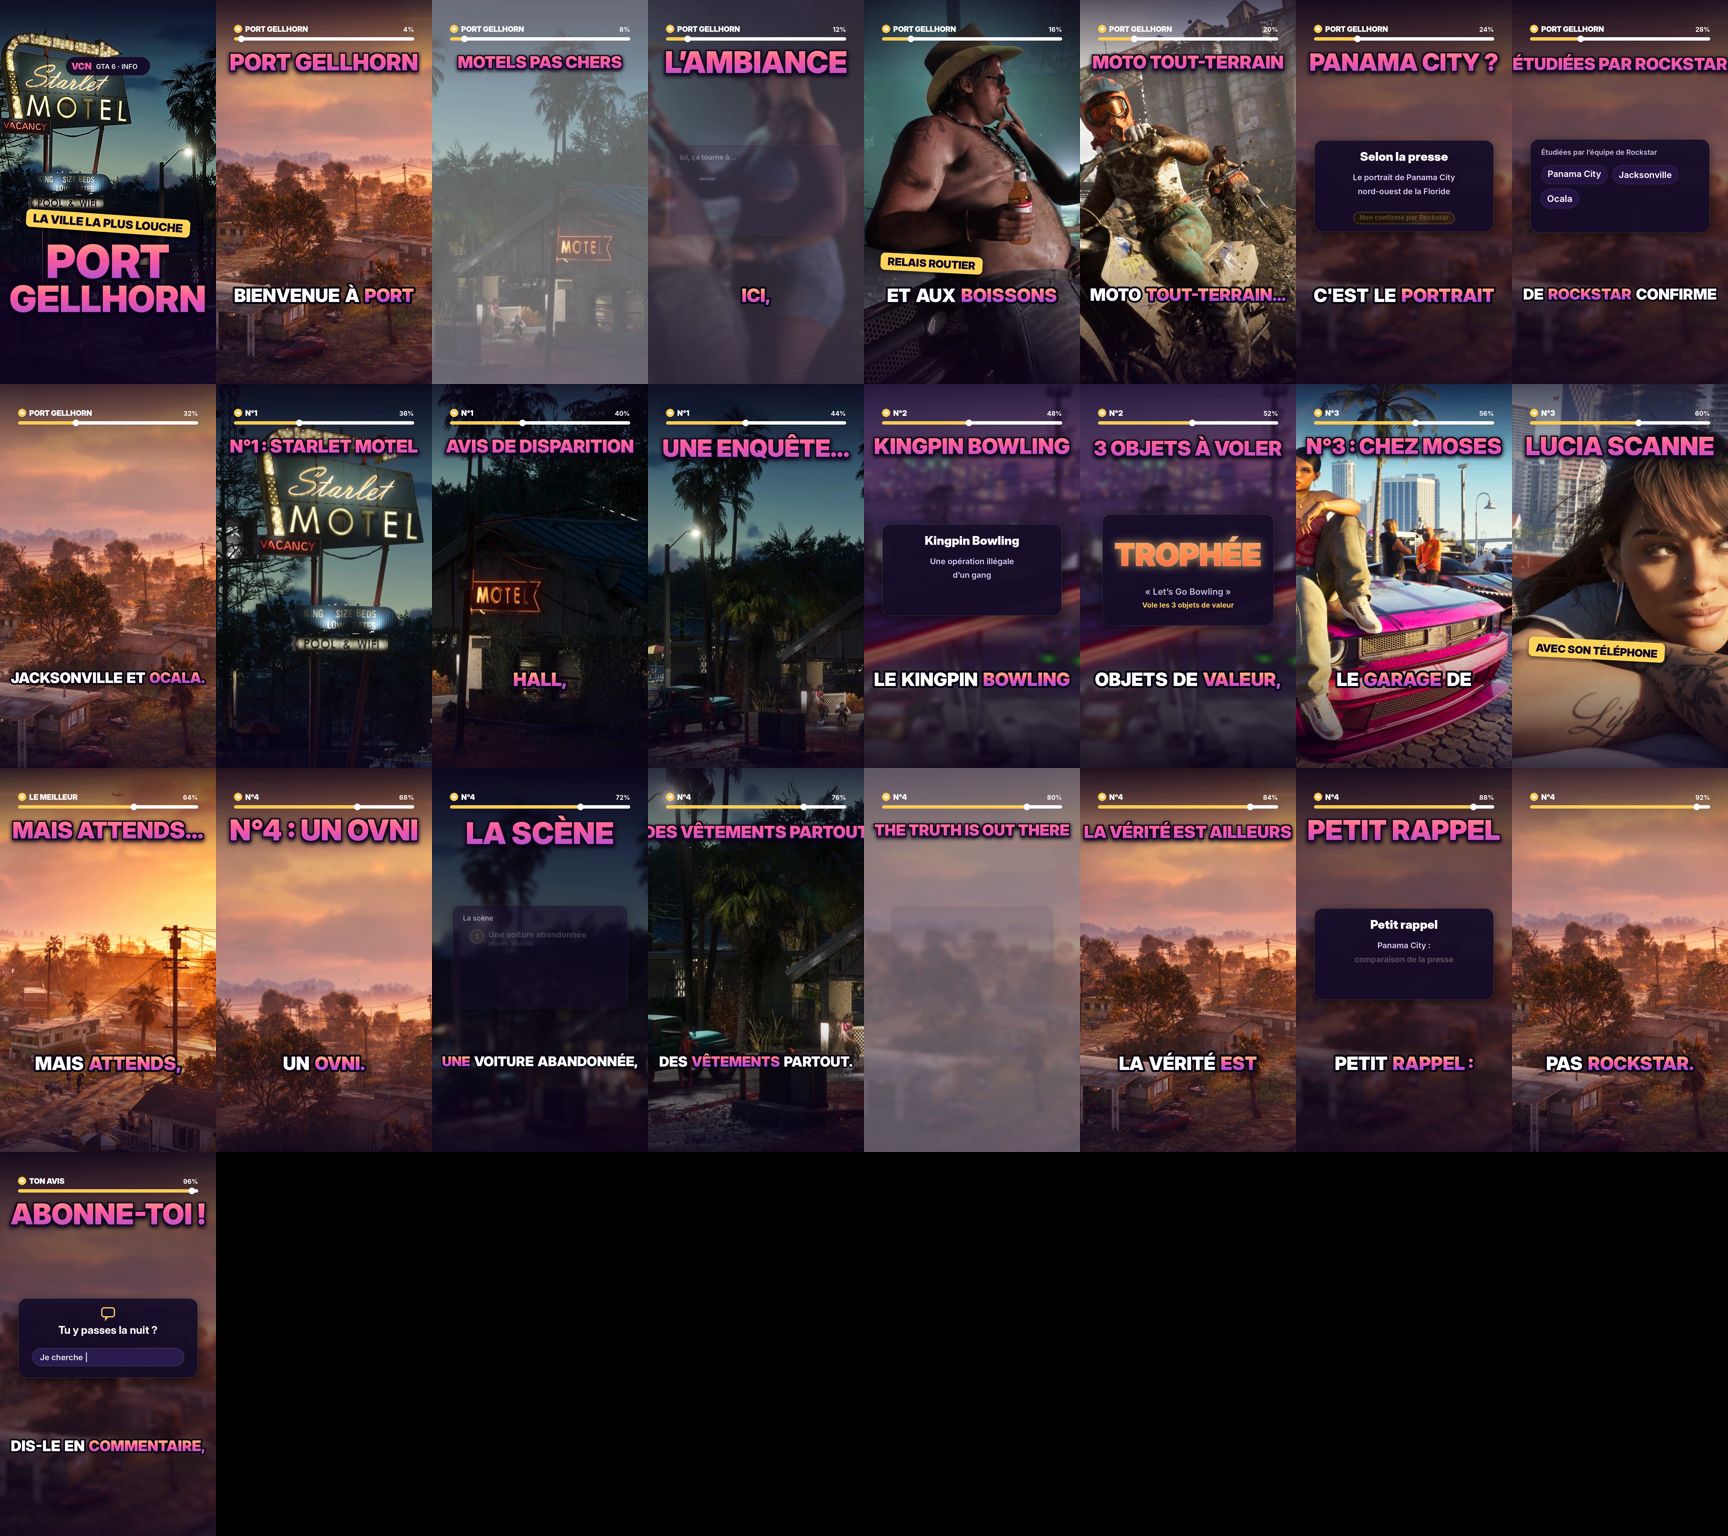 Starlet
MOTEL
VACANCY
VCN GTA 6 · INFO
KING SIZE BEDS
POOL & WIFI
LA VILLE LA PLUS LOUCHE
PORT
GELLHORN
PORT GELLHORN 4%
PORT GELLHORN
BIENVENUE À PORT
PORT GELLHORN 8%
MOTELS PAS CHERS
MOTEL
PORT GELLHORN 12%
L'AMBIANCE
Ici, ça tourne à...
ICI,
PORT GELLHORN 16%
RELAIS ROUTIER
ET AUX BOISSONS
PORT GELLHORN 20%
MOTO TOUT-TERRAIN
MOTO TOUT-TERRAIN...
PORT GELLHORN 24%
PANAMA CITY ?
Selon la presse
Le portrait de Panama City
nord-ouest de la Floride
Non confirmé par Rockstar
C'EST LE PORTRAIT
PORT GELLHORN 28%
ÉTUDIÉES PAR ROCKSTAR
Étudiées par l'équipe de Rockstar
Panama City
Jacksonville
Ocala
DE ROCKSTAR CONFIRME
PORT GELLHORN 32%
JACKSONVILLE ET OCALA.
N°1 36%
N°1 : STARLET MOTEL
Starlet
MOTEL
VACANCY
KING SIZE BEDS
POOL & WIFI
N°1 40%
AVIS DE DISPARITION
MOTEL
HALL,
N°1 44%
UNE ENQUÊTE...
N°2 48%
KINGPIN BOWLING
Kingpin Bowling
Une opération illégale
d'un gang
LE KINGPIN BOWLING
N°2 52%
3 OBJETS À VOLER
TROPHÉE
« Let's Go Bowling »
Vole les 3 objets de valeur
OBJETS DE VALEUR,
N°3 56%
N°3 : CHEZ MOSES
LE GARAGE DE
N°3 60%
LUCIA SCANNE
AVEC SON TÉLÉPHONE
LE MEILLEUR 64%
MAIS ATTENDS...
MAIS ATTENDS,
N°4 68%
N°4 : UN OVNI
UN OVNI.
N°4 72%
LA SCÈNE
La scène
1 Une voiture abandonnée
phares allumés
UNE VOITURE ABANDONNÉE,
N°4 76%
DES VÊTEMENTS PARTOUT
DES VÊTEMENTS PARTOUT.
N°4 80%
THE TRUTH IS OUT THERE
N°4 84%
LA VÉRITÉ EST AILLEURS
LA VÉRITÉ EST
N°4 88%
PETIT RAPPEL
Petit rappel
Panama City :
comparaison de la presse
PETIT RAPPEL :
N°4 92%
PAS ROCKSTAR.
TON AVIS 96%
ABONNE-TOI !
Tu y passes la nuit ?
Je cherche
DIS-LE EN COMMENTAIRE,